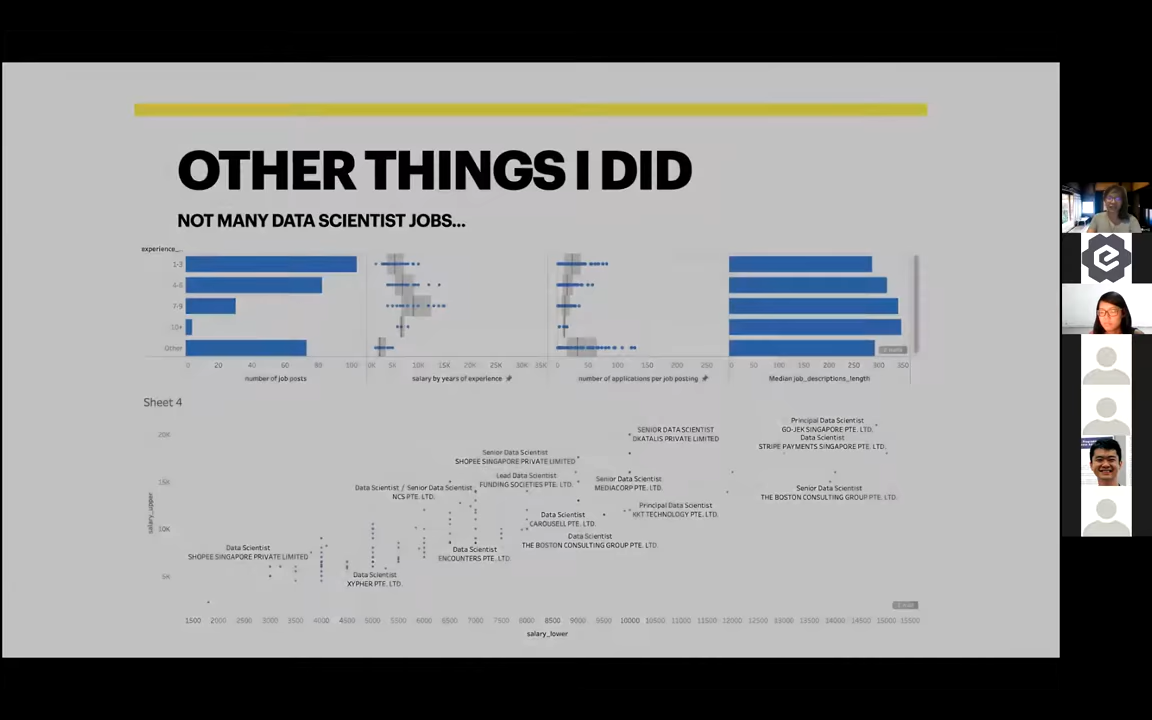 OTHER THINGS I DID
NOT MANY DATA SCIENTIST JOBS...
experience_..
1-3
4-6
7-9
10+
Other
0 20 40 60 80 100
number of job posts
0K 5K 10K 15K 20K 25K 30K 35K
salary by years of experience
0 50 100 150 200 250
number of applications per job posting
0 50 100 150 200 250 300 350
Median job_descriptions_length
Sheet 4
salary_upper
20K
15K
10K
5K
Principal Data Scientist
GO-JEK SINGAPORE PTE. LTD.
SENIOR DATA SCIENTIST
DKATALIS PRIVATE LIMITED
Data Scientist
STRIPE PAYMENTS SINGAPORE PTE. LTD.
Senior Data Scientist
SHOPEE SINGAPORE PRIVATE LIMITED
Lead Data Scientist
FUNDING SOCIETIES PTE. LTD.
Senior Data Scientist
MEDIACORP PTE. LTD.
Data Scientist / Senior Data Scientist
NCS PTE. LTD.
Senior Data Scientist
THE BOSTON CONSULTING GROUP PTE. LTD.
Principal Data Scientist
KKT TECHNOLOGY PTE. LTD.
Data Scientist
CAROUSELL PTE. LTD.
Data Scientist
THE BOSTON CONSULTING GROUP PTE. LTD.
Data Scientist
SHOPEE SINGAPORE PRIVATE LIMITED
Data Scientist
ENCOUNTERS PTE. LTD
Data Scientist
XYPHER PTE. LTD.
1500 2000 2500 3000 3500 4000 4500 5000 5500 6000 6500 7000 7500 8000 8500 9000 9500 10000 10500 11000 11500 12000 12500 13000 13500 14000 14500 15000 15500
salary_lower